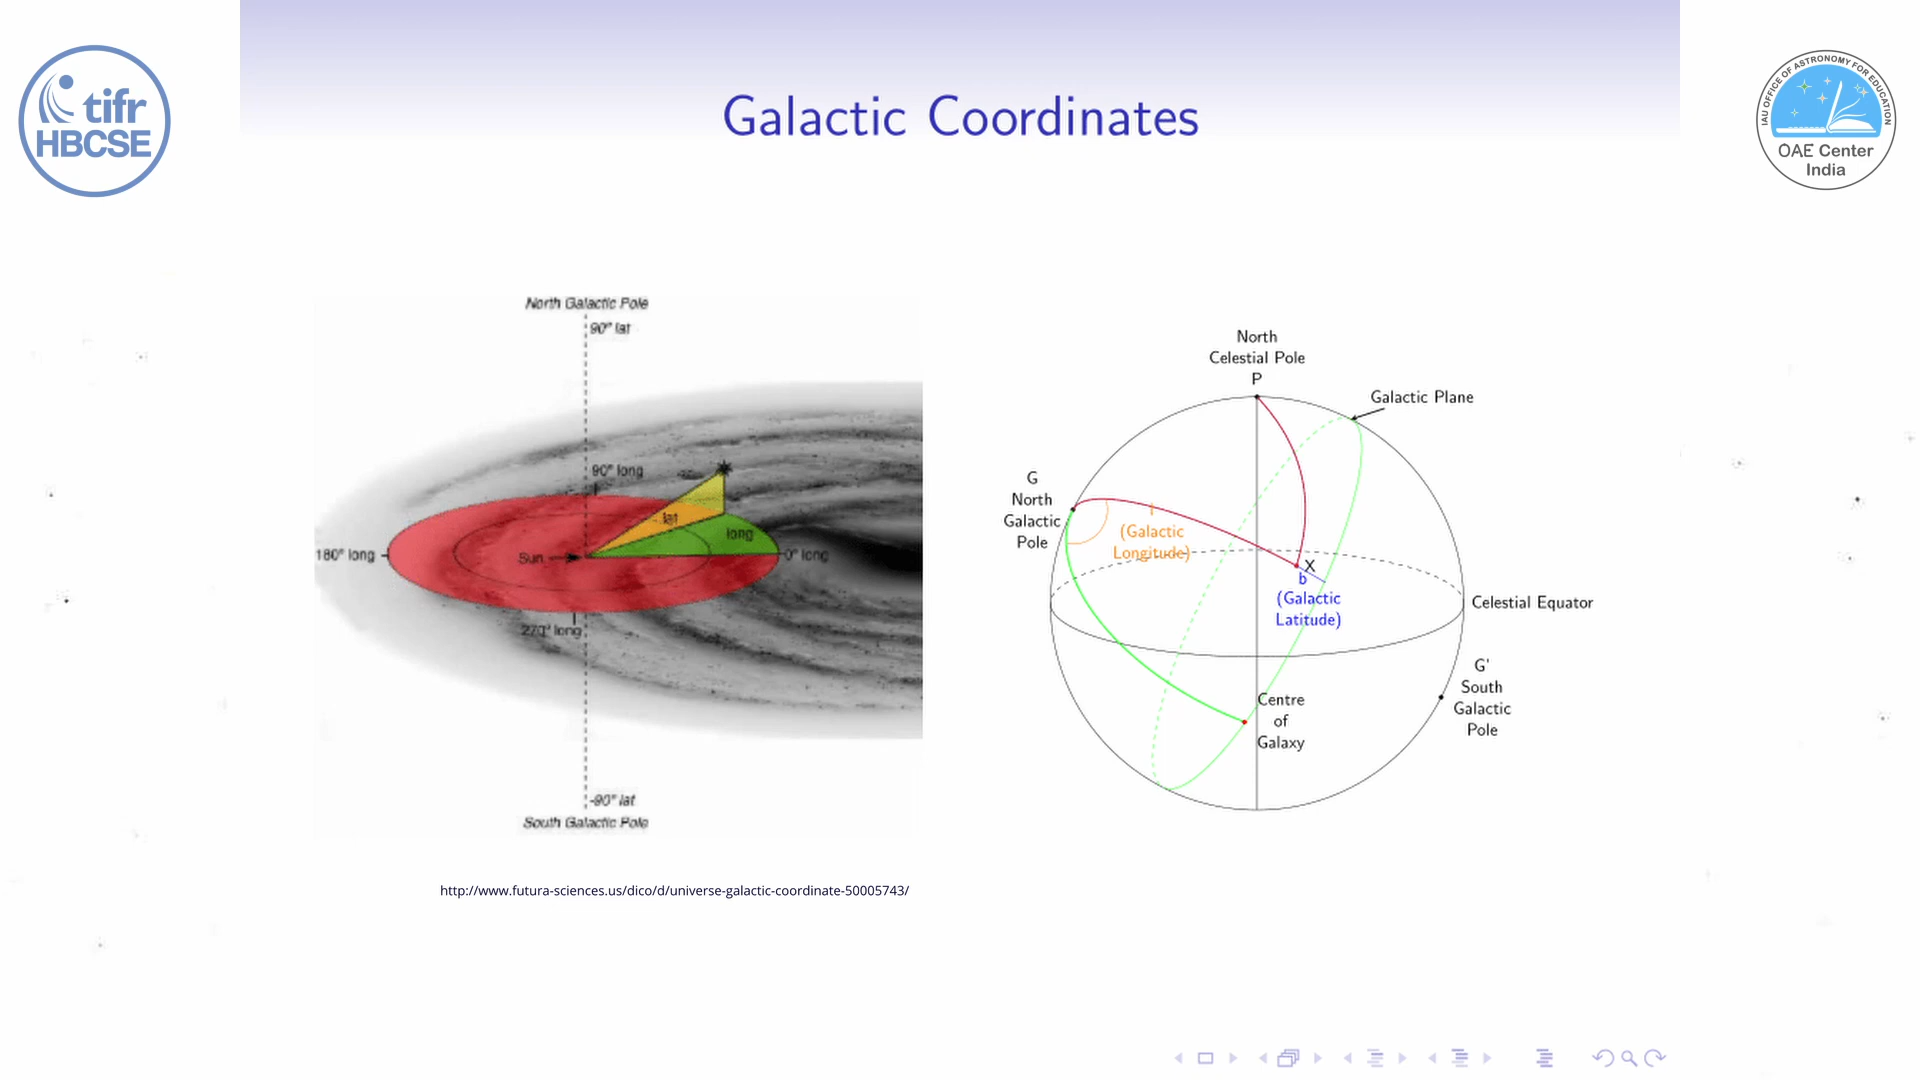 Galactic Coordinates
tifr
HBCSE
IAU OFFICE OF ASTRONOMY FOR EDUCATION
OAE Center
India
North Galactic Pole
90° lat
90° long
lat
long
180° long
Sun
0° long
270° long
-90° lat
South Galactic Pole
http://www.futura-sciences.us/dico/d/universe-galactic-coordinate-50005743/
North
Celestial Pole
P
Galactic Plane
G
North
Galactic
Pole
l
(Galactic
Longitude)
X
b
(Galactic
Latitude)
Celestial Equator
G'
South
Galactic
Pole
Centre
of
Galaxy